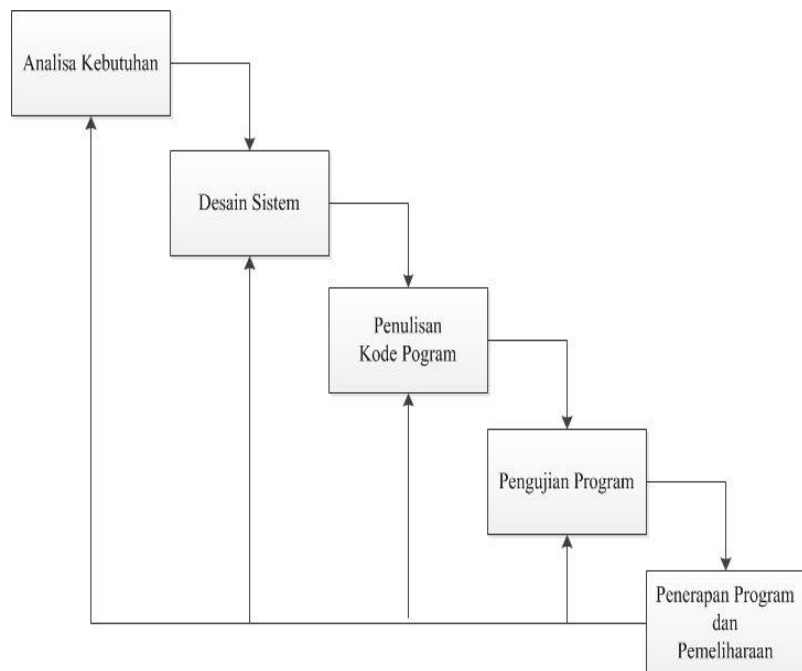 Analisa Kebutuhan
Desain Sistem
Penulisan
Kode Pogram
Pengujian Program
Penerapan Program
dan
Pemeliharaan